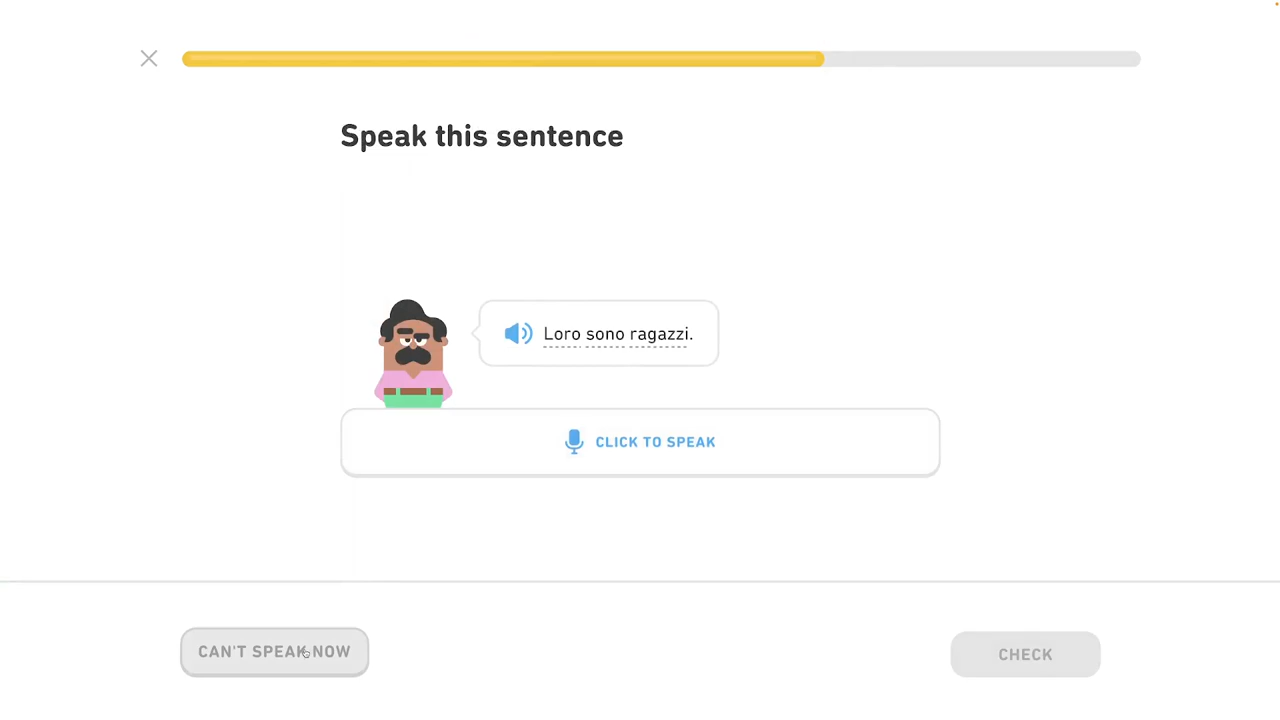 Speak this sentence
Loro sono ragazzi.
CLICK TO SPEAK
CAN'T SPEAK NOW
CHECK